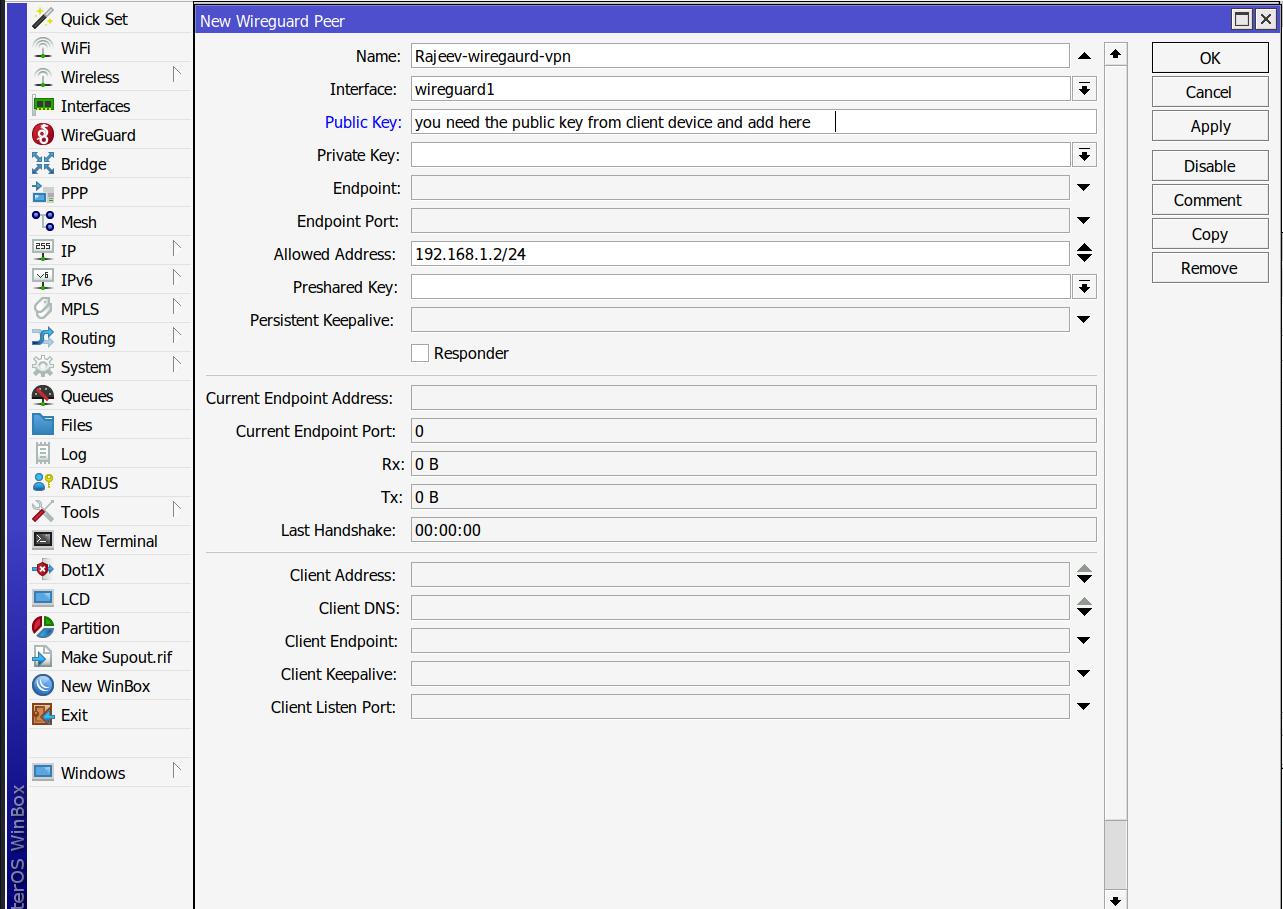 New Wireguard Peer
Quick Set
WiFi
Wireless
Interfaces
WireGuard
Bridge
PPP
Mesh
255
IP
v6
IPv6
MPLS
Routing
System
Queues
Files
Log
RADIUS
Tools
New Terminal
Dot1X
LCD
Partition
Make Supout.rif
New WinBox
Exit
Windows
terOS WinBox
Name: Rajeev-wiregaurd-vpn
Interface: wireguard1
Public Key: you need the public key from client device and add here
Private Key:
Endpoint:
Endpoint Port:
Allowed Address: 192.168.1.2/24
Preshared Key:
Persistent Keepalive:
Responder
Current Endpoint Address:
Current Endpoint Port: 0
Rx: 0 B
Tx: 0 B
Last Handshake: 00:00:00
Client Address:
Client DNS:
Client Endpoint:
Client Keepalive:
Client Listen Port:
OK
Cancel
Apply
Disable
Comment
Copy
Remove